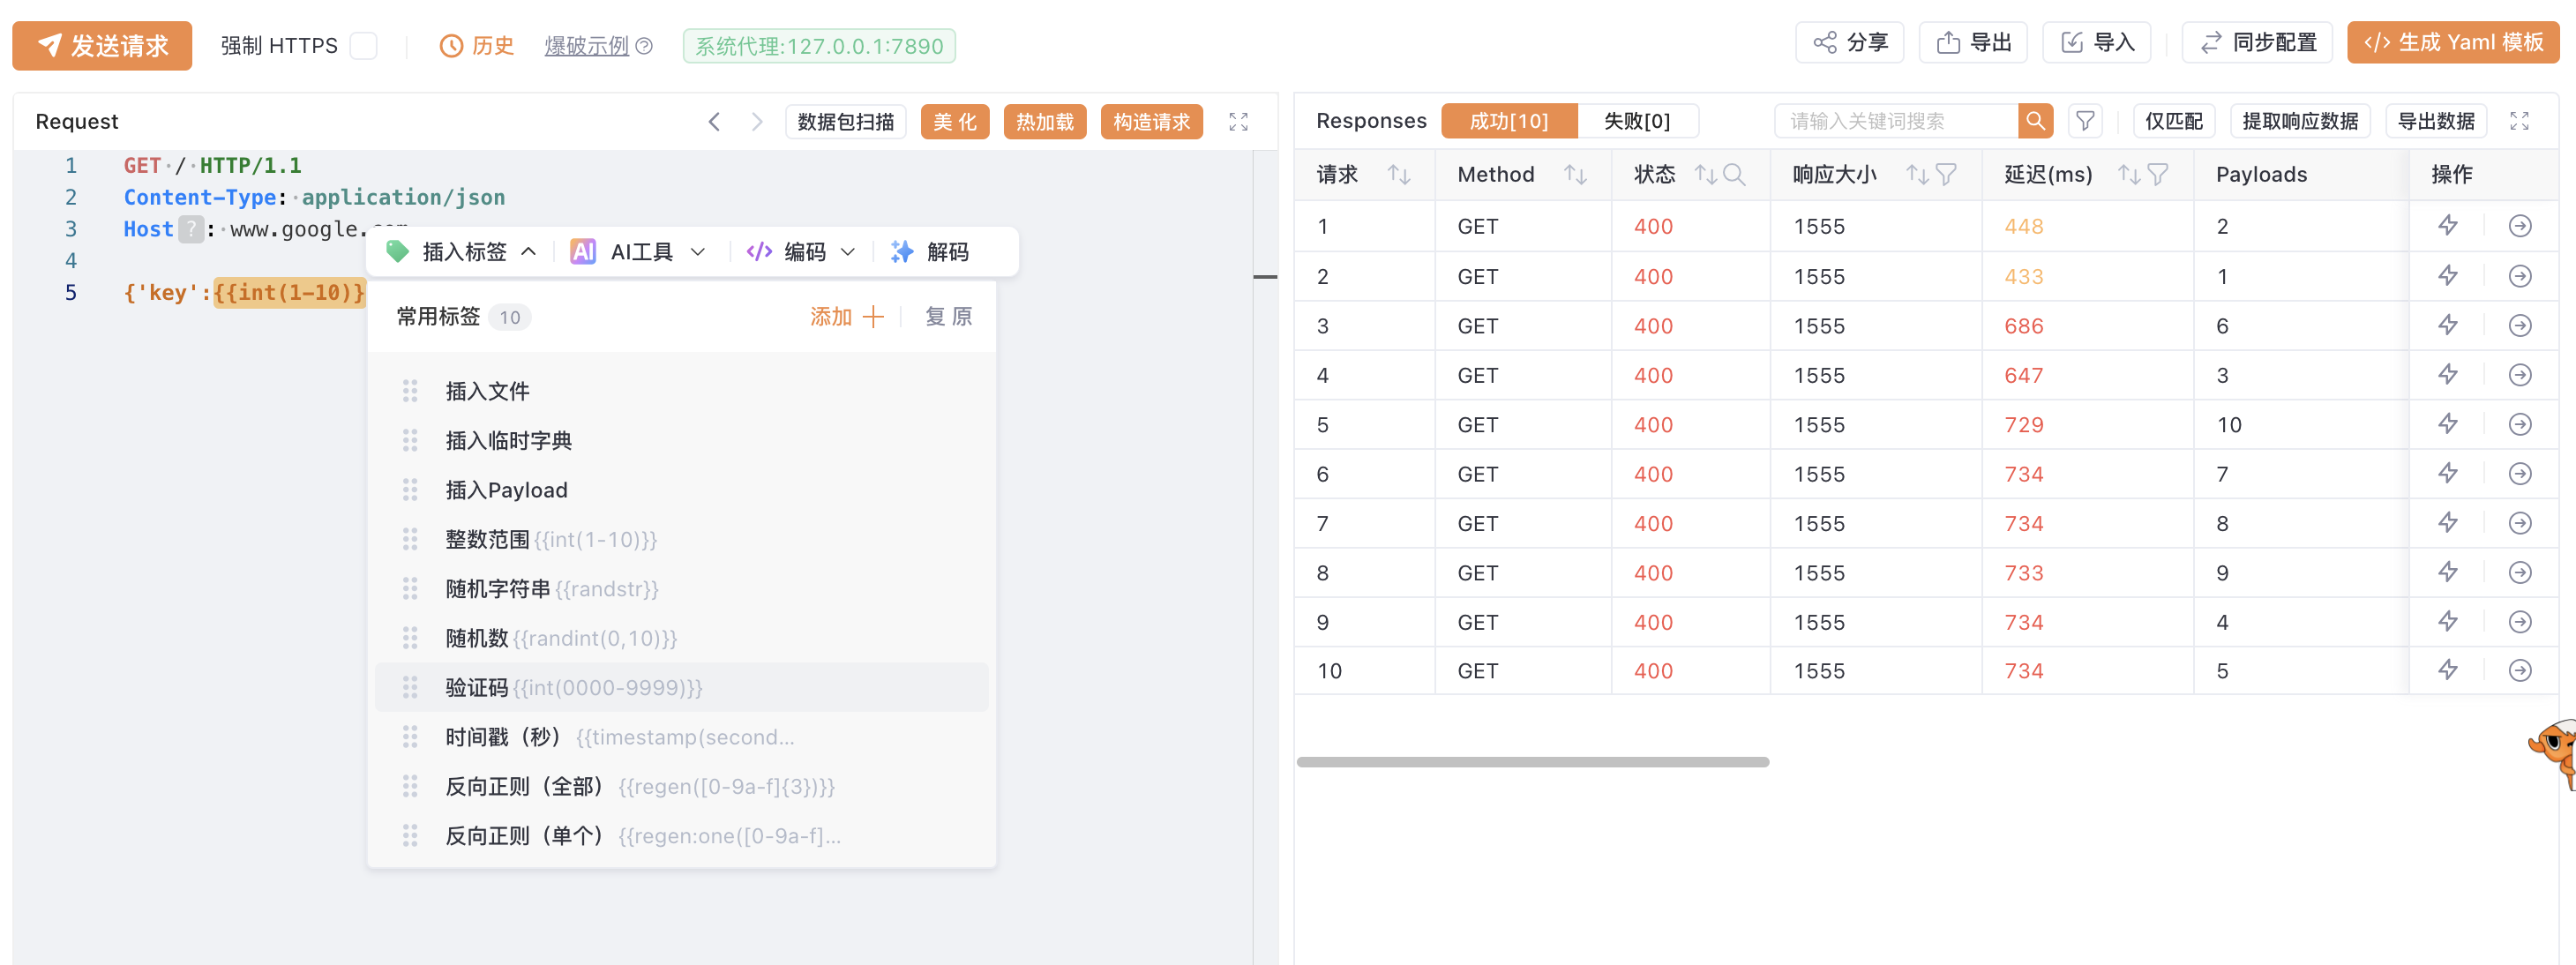 发送请求 强制 HTTPS 历史 爆破示例 系统代理:127.0.0.1:7890 分享 导出 导入 同步配置 </> 生成 Yaml 模板
Request 数据包扫描 美 化 热加载 构造请求
1 GET / HTTP/1.1
2 Content-Type: application/json
3 Host ? : www.google.
4
5 {'key':{{int(1-10)}
插入标签 AI AI工具 </> 编码 解码
常用标签 10 添加 复 原
插入文件
插入临时字典
插入Payload
整数范围 {{int(1-10)}}
随机字符串 {{randstr}}
随机数 {{randint(0,10)}}
验证码 {{int(0000-9999)}}
时间戳（秒） {{timestamp(second...
反向正则（全部） {{regen([0-9a-f]{3})}}
反向正则（单个） {{regen:one([0-9a-f]...
Responses 成功[10] 失败[0] 请输入关键词搜索 仅匹配 提取响应数据 导出数据
请求 Method 状态 响应大小 延迟(ms) Payloads 操作
1 GET 400 1555 448 2
2 GET 400 1555 433 1
3 GET 400 1555 686 6
4 GET 400 1555 647 3
5 GET 400 1555 729 10
6 GET 400 1555 734 7
7 GET 400 1555 734 8
8 GET 400 1555 733 9
9 GET 400 1555 734 4
10 GET 400 1555 734 5